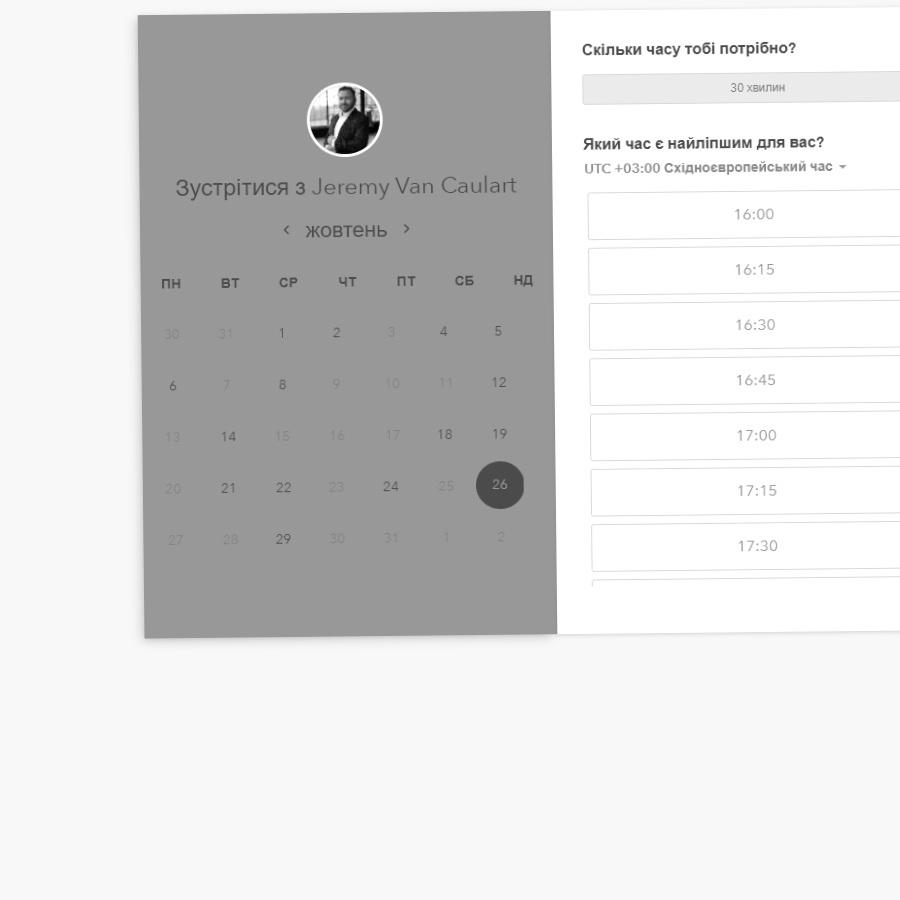 Зустрітися з Jeremy Van Caulart
жовтень
ПН ВТ СР ЧТ ПТ СБ НД
30 31 1 2 3 4 5
6 7 8 9 10 11 12
13 14 15 16 17 18 19
20 21 22 23 24 25 26
27 28 29 30 31 1 2
Скільки часу тобі потрібно?
30 хвилин
Який час є найліпшим для вас?
UTC +03:00 Східноєвропейський час
16:00
16:15
16:30
16:45
17:00
17:15
17:30